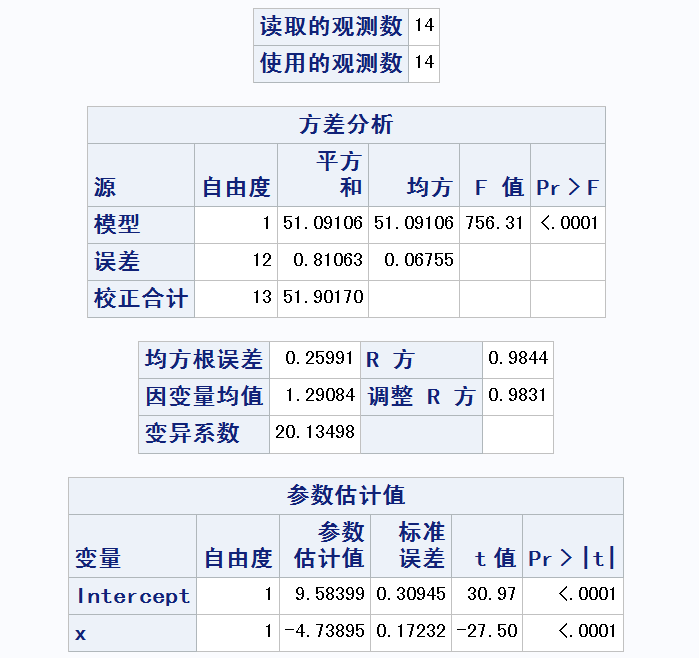 读取的观测数 14
使用的观测数 14
方差分析
源 自由度 平方和 均方 F 值 Pr > F
模型 1 51.09106 51.09106 756.31 <.0001
误差 12 0.81063 0.06755
校正合计 13 51.90170
均方根误差 0.25991 R 方 0.9844
因变量均值 1.29084 调整 R 方 0.9831
变异系数 20.13498
参数估计值
变量 自由度 参数估计值 标准误差 t 值 Pr > |t|
Intercept 1 9.58399 0.30945 30.97 <.0001
x 1 -4.73895 0.17232 -27.50 <.0001